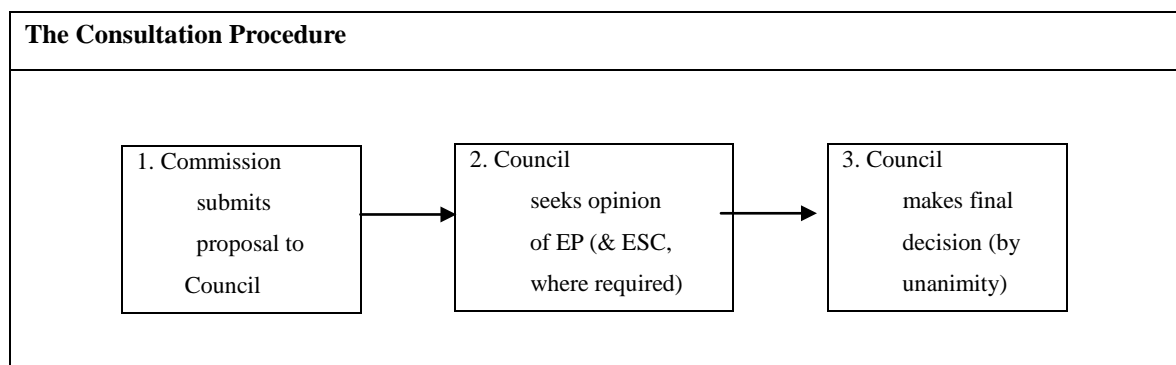 The Consultation Procedure
1. Commission
submits
proposal to
Council
2. Council
seeks opinion
of EP (& ESC,
where required)
3. Council
makes final
decision (by
unanimity)